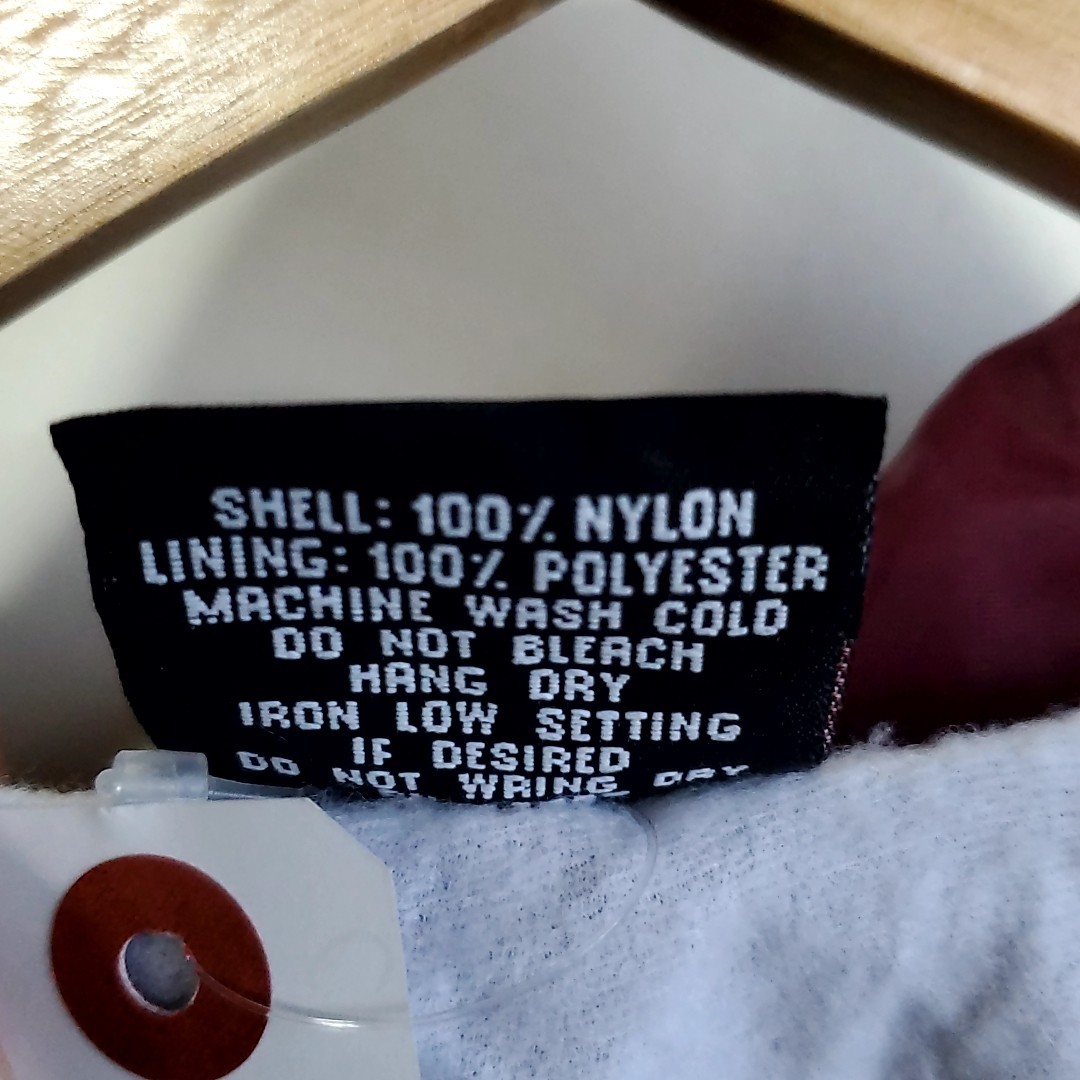 SHELL: 100% NYLON
LINING: 100% POLYESTER
MACHINE WASH COLD
DO NOT BLEACH
HANG DRY
IRON LOW SETTING
IF DESIRED
DO NOT WRING DRY